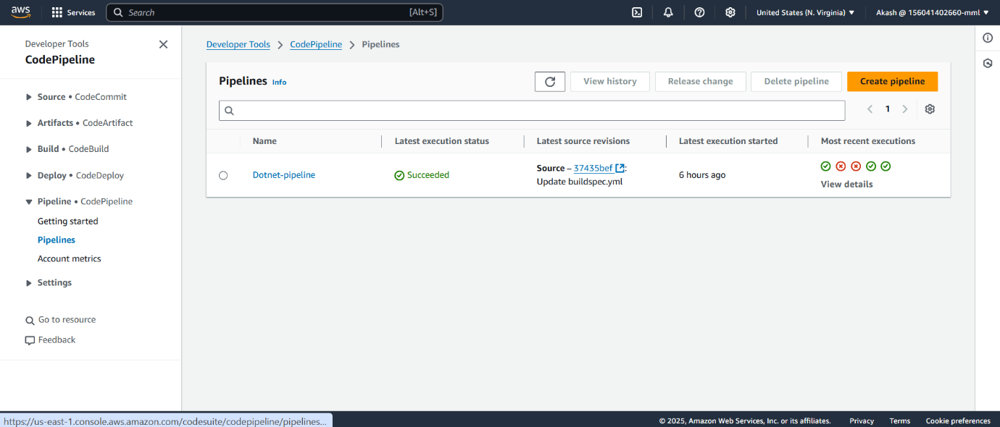 aws
Services
Search [Alt+S]
United States (N. Virginia) ▼
Akash @ 156041402660-mml ▼
Developer Tools
CodePipeline
Source • CodeCommit
Artifacts • CodeArtifact
Build • CodeBuild
Deploy • CodeDeploy
Pipeline • CodePipeline
Getting started
Pipelines
Account metrics
Settings
Go to resource
Feedback
Developer Tools > CodePipeline > Pipelines
Pipelines Info
View history
Release change
Delete pipeline
Create pipeline
1
Name Latest execution status Latest source revisions Latest execution started Most recent executions
Dotnet-pipeline
Succeeded
Source – 37435bef :
Update buildspec.yml
6 hours ago
View details
https://us-east-1.console.aws.amazon.com/codesuite/codepipeline/pipelines...
© 2025, Amazon Web Services, Inc. or its affiliates. Privacy Terms Cookie preferences